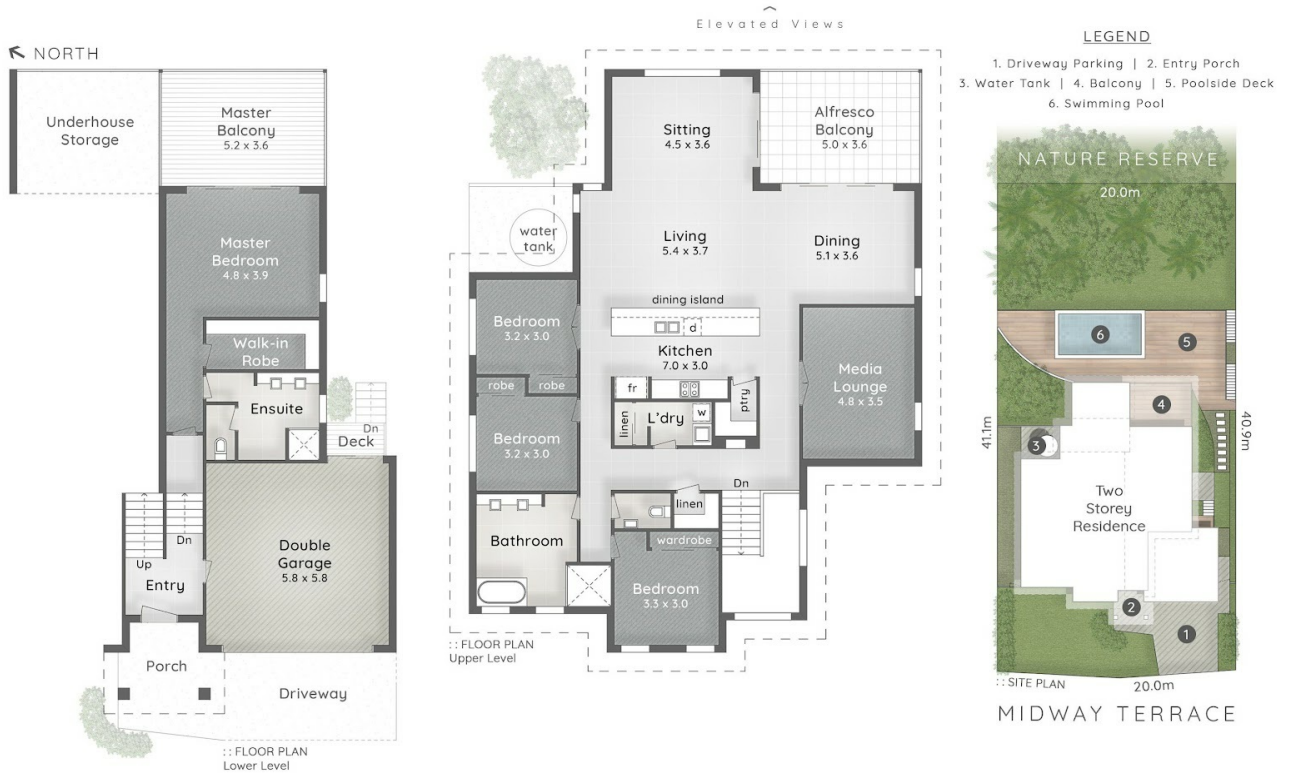 NORTH
Underhouse
Storage
Master
Balcony
5.2 x 3.6
Master
Bedroom
4.8 x 3.9
Walk-in
Robe
Ensuite
Dn
Deck
Double
Garage
5.8 x 5.8
Dn
Up
Entry
Porch
Driveway
:: FLOOR PLAN
Lower Level
Elevated Views
Sitting
4.5 x 3.6
Alfresco
Balcony
5.0 x 3.6
water
tank
Living
5.4 x 3.7
Dining
5.1 x 3.6
dining island
d
Bedroom
3.2 x 3.0
Kitchen
7.0 x 3.0
Media
Lounge
4.8 x 3.5
robe
robe
fr
ptry
linen
L'dry
w
Bedroom
3.2 x 3.0
Dn
linen
Bathroom
wardrobe
Bedroom
3.3 x 3.0
:: FLOOR PLAN
Upper Level
LEGEND
1. Driveway Parking | 2. Entry Porch
3. Water Tank | 4. Balcony | 5. Poolside Deck
6. Swimming Pool
NATURE RESERVE
20.0m
6
5
4
3
41.1m
40.9m
Two
Storey
Residence
2
1
:: SITE PLAN
20.0m
MIDWAY TERRACE